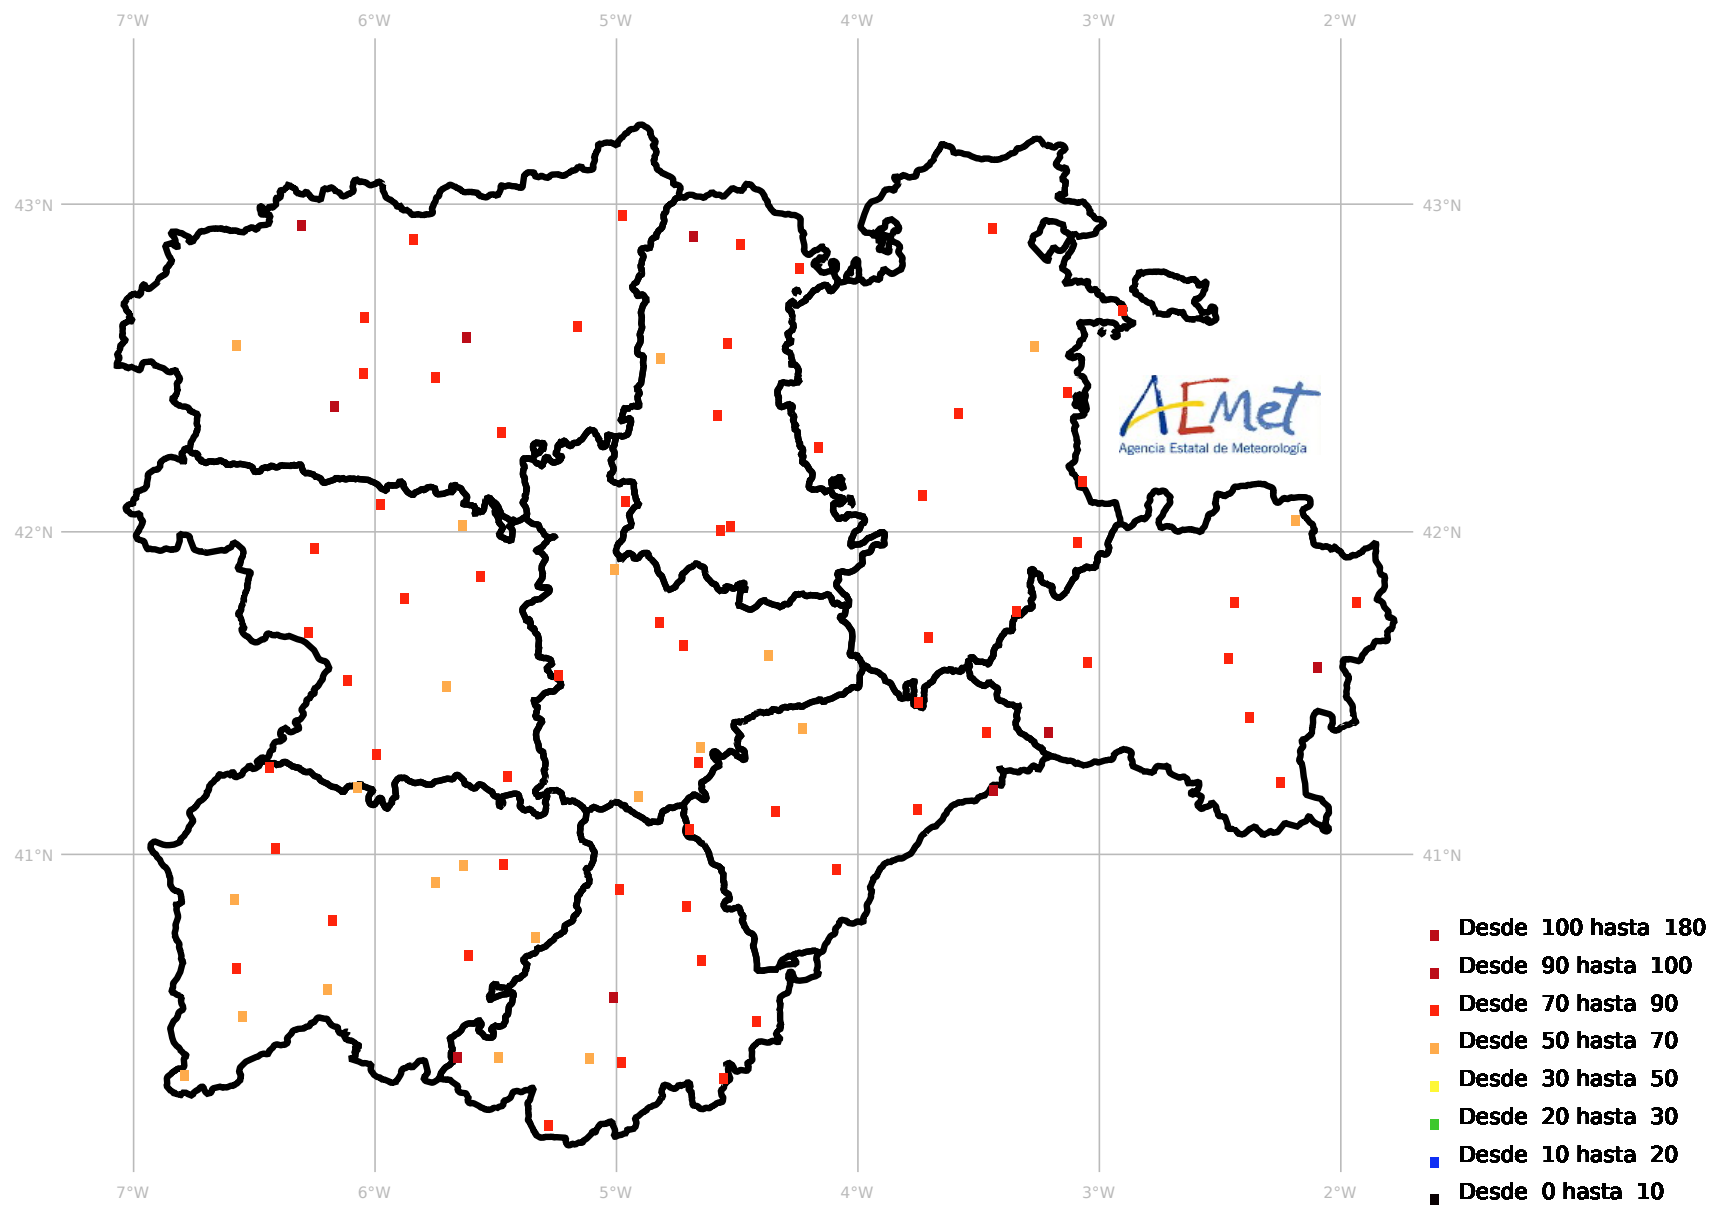 7°W 6°W 5°W 4°W 3°W 2°W
43°N 43°N
AEMet
Agencia Estatal de Meteorología
42°N 42°N
41°N 41°N
Desde 100 hasta 180
Desde 90 hasta 100
Desde 70 hasta 90
Desde 50 hasta 70
Desde 30 hasta 50
Desde 20 hasta 30
Desde 10 hasta 20
Desde 0 hasta 10
7°W 6°W 5°W 4°W 3°W 2°W